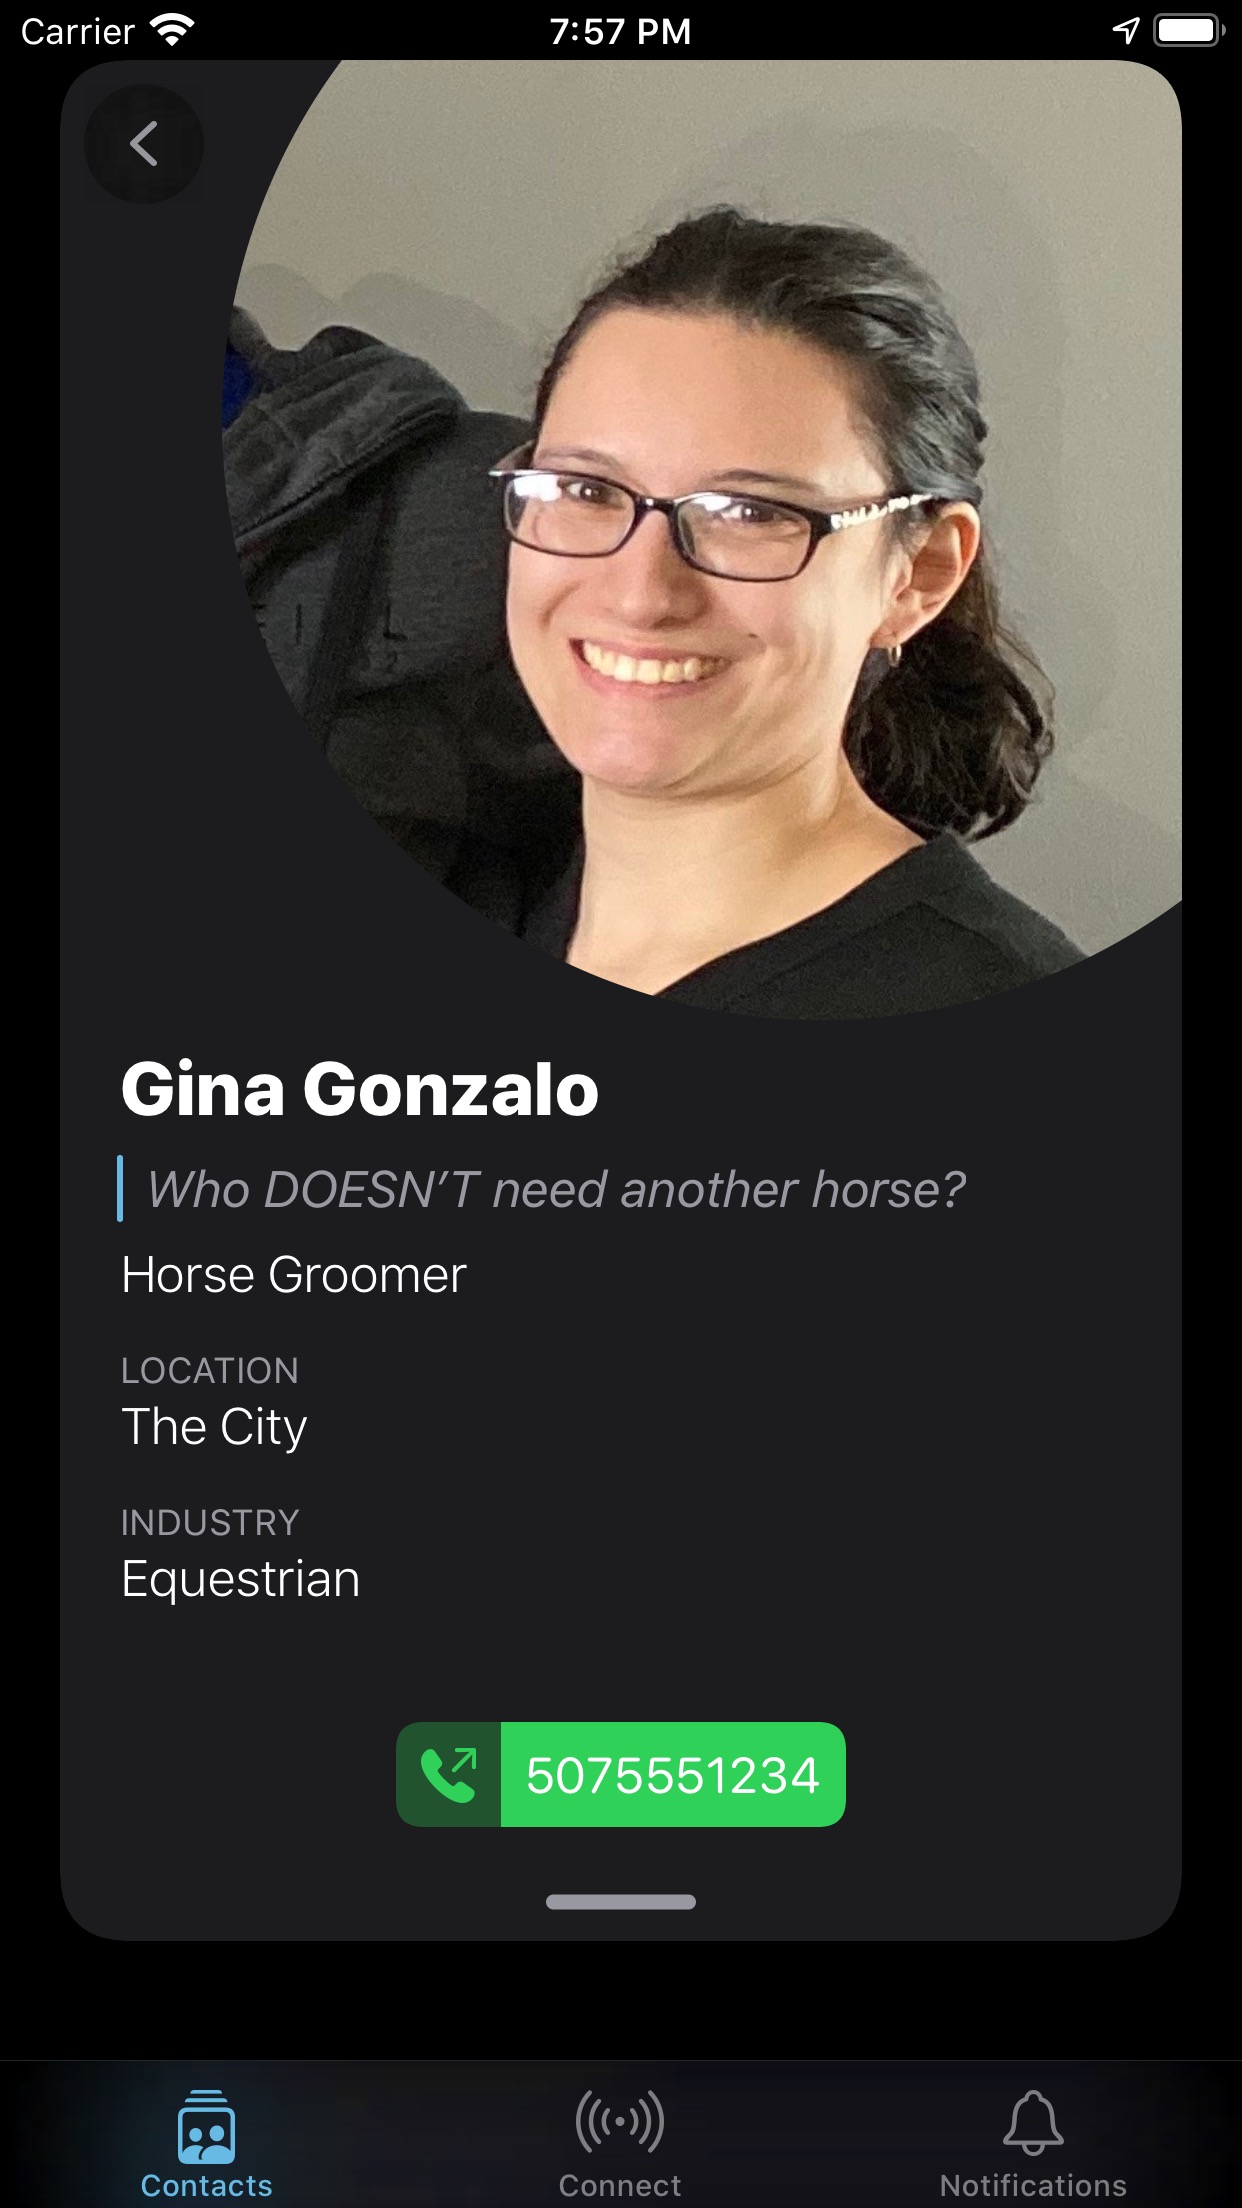 Carrier 7:57 PM
Gina Gonzalo
Who DOESN’T need another horse?
Horse Groomer
LOCATION
The City
INDUSTRY
Equestrian
5075551234
Contacts Connect Notifications